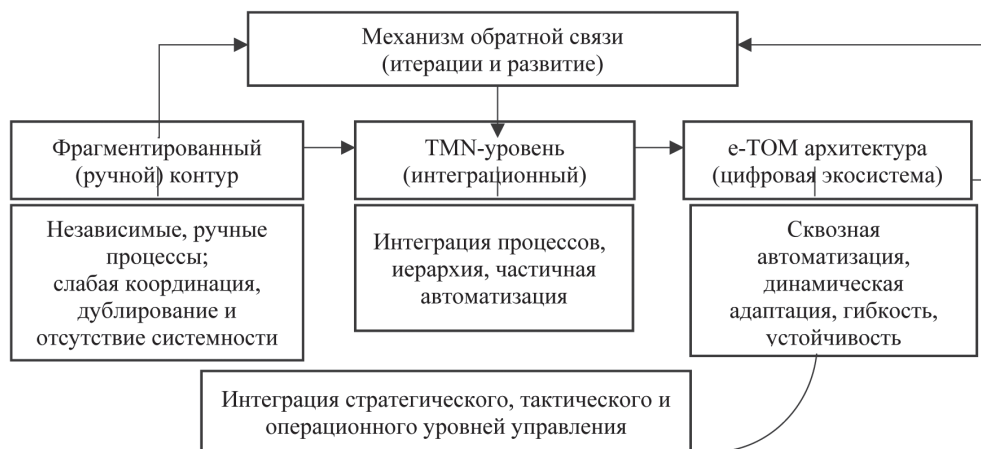 Механизм обратной связи
(итерации и развитие)
Фрагментированный
(ручной) контур
TMN-уровень
(интеграционный)
e-TOM архитектура
(цифровая экосистема)
Независимые, ручные
процессы;
слабая координация,
дублирование и
отсутствие системности
Интеграция процессов,
иерархия, частичная
автоматизация
Сквозная
автоматизация,
динамическая
адаптация, гибкость,
устойчивость
Интеграция стратегического, тактического и
операционного уровней управления